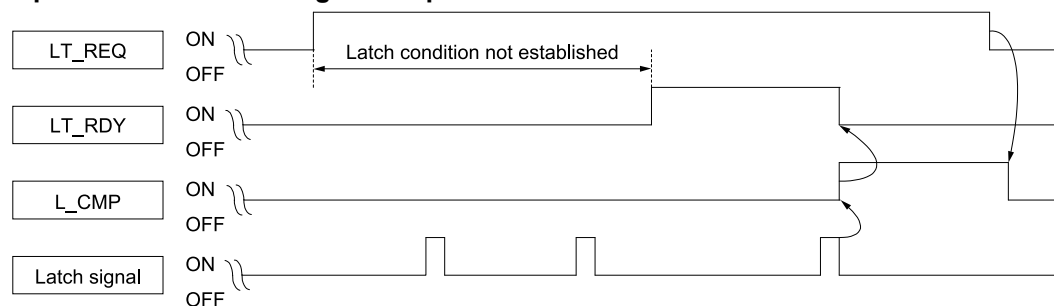 LT_REQ
ON
OFF
Latch condition not established
LT_RDY
ON
OFF
L_CMP
ON
OFF
Latch signal
ON
OFF